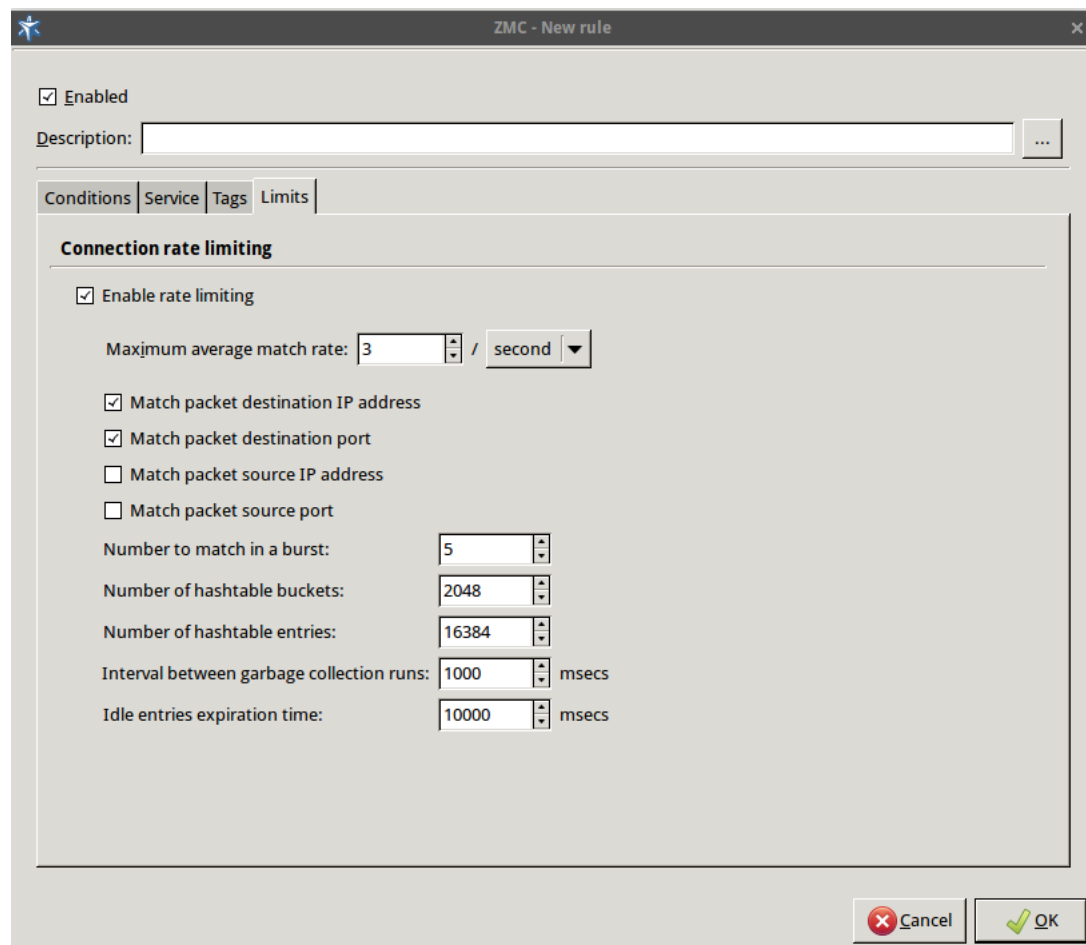 ZMC - New rule
Enabled
Description:
...
Conditions Service Tags Limits
Connection rate limiting
Enable rate limiting
Maximum average match rate: 3 / second
Match packet destination IP address
Match packet destination port
Match packet source IP address
Match packet source port
Number to match in a burst: 5
Number of hashtable buckets: 2048
Number of hashtable entries: 16384
Interval between garbage collection runs: 1000 msecs
Idle entries expiration time: 10000 msecs
Cancel OK